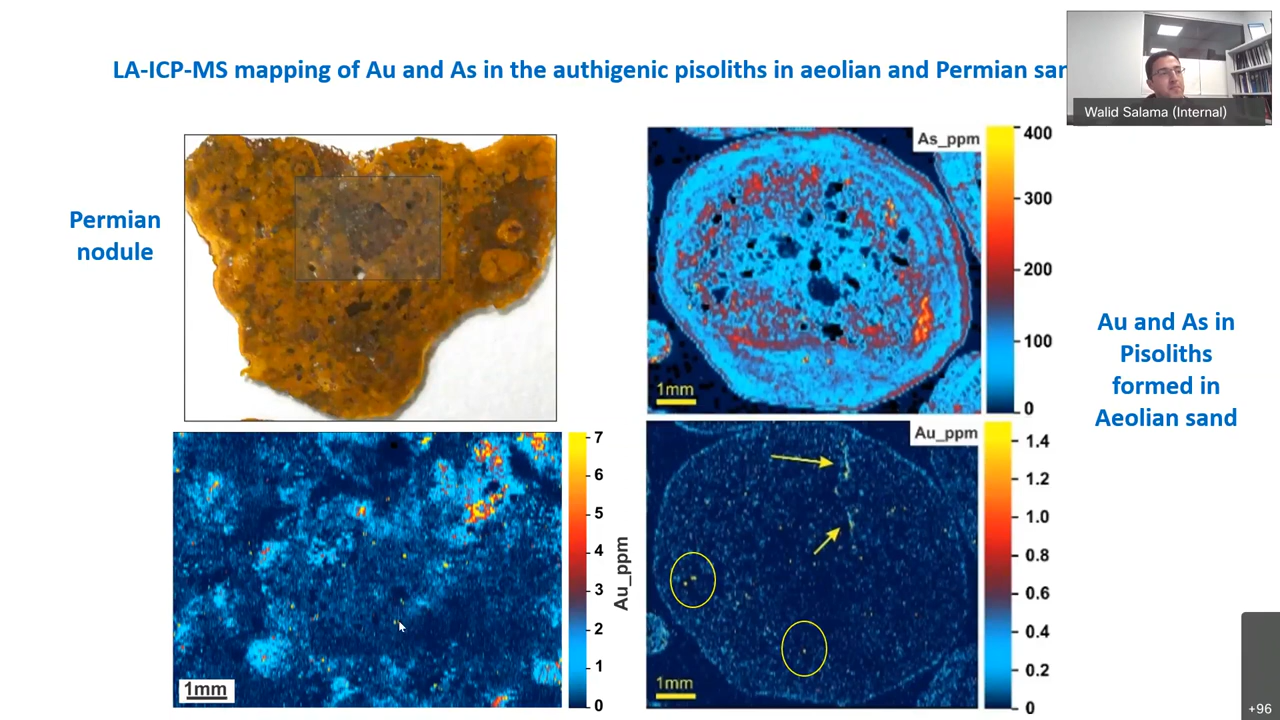 LA-ICP-MS mapping of Au and As in the authigenic pisoliths in aeolian and Permian
Walid Salama (Internal)
Permian
nodule
As_ppm
400
300
200
100
0
1mm
Au and As in
Pisoliths
formed in
Aeolian sand
7
6
5
4
3
2
1
0
Au_ppm
1mm
Au_ppm
1.4
1.2
1.0
0.8
0.6
0.4
0.2
0
1mm
+96